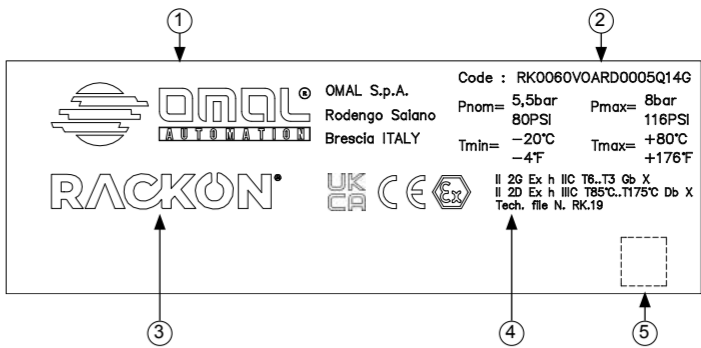 1
2
OMAL ®
AUTOMATION
OMAL S.p.A.
Rodengo Saiano
Brescia ITALY
Code : RK0060VOARD0005Q14G
Pnom= 5,5bar Pmax= 8bar
80PSI 116PSI
Tmin= −20°C Tmax= +80°C
−4°F +176°F
RACKON®
UK
CA CE Ex
II 2G Ex h IIC T6..T3 Gb X
II 2D Ex h IIIC T85°C..T175°C Db X
Tech. file N. RK.19
3
4
5